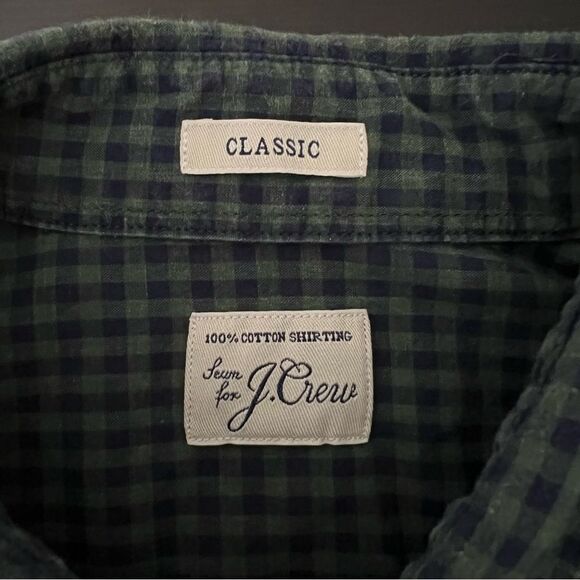 CLASSIC
100% COTTON SHIRTING
Sewn
for J.Crew